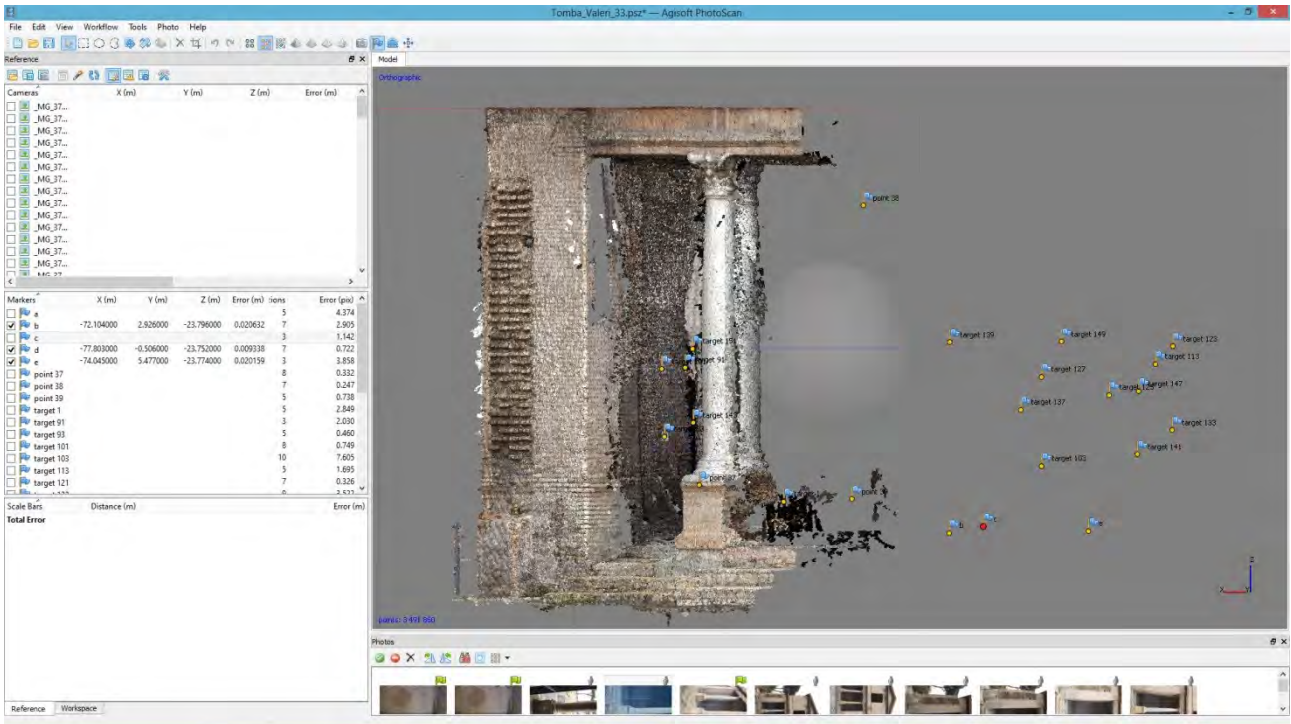 Tomba_Valeri_33.psz* — Agisoft PhotoScan
File Edit View Workflow Tools Photo Help
Reference
Model
Cameras X (m) Y (m) Z (m) Error (m)
_MG_37...
_MG_37...
_MG_37...
_MG_37...
_MG_37...
_MG_37...
_MG_37...
_MG_37...
_MG_37...
_MG_37...
_MG_37...
_MG_37...
_MG_37...
_MG_37...
_MG_37
Markers X (m) Y (m) Z (m) Error (m) :ions Error (pix)
a 5 4.374
b -72.104000 2.926000 -23.796000 0.020632 7 2.905
c 3 1.142
d -77.803000 -0.506000 -23.752000 0.009338 7 0.722
e -74.045000 5.477000 -23.774000 0.020159 3 3.858
point 37 8 0.332
point 38 7 0.247
point 39 5 0.738
target 1 5 2.849
target 91 3 2.030
target 93 5 0.460
target 101 8 0.749
target 103 10 7.605
target 113 5 1.695
target 121 7 0.326
Scale Bars Distance (m) Error (m)
Total Error
Reference Workspace
Orthographic
point 38
target 139
target 149
target 123
target 113
target 127
target 147
target 137
target 133
target 141
target 103
target 91
b
c
e
Z
X
Y
Photos